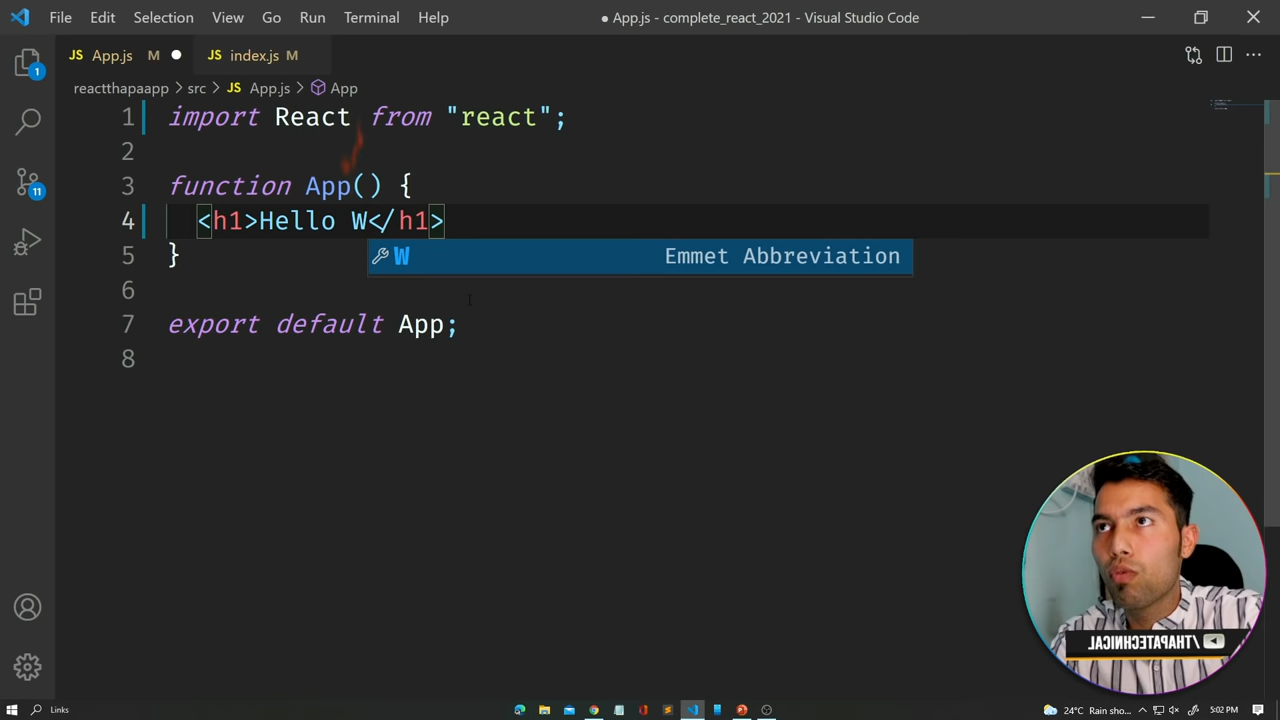 File Edit Selection View Go Run Terminal Help
● App.js - complete_react_2021 - Visual Studio Code
JS App.js M ●
JS index.js M
reactthapaapp > src > JS App.js > App
1 import React from "react";
2
3 function App() {
4 <h1>Hello W</h1>
5 }
W Emmet Abbreviation
6
7 export default App;
8
1
11
/THAPATECHNICAL
Links
24°C Rain sho...
5:02 PM